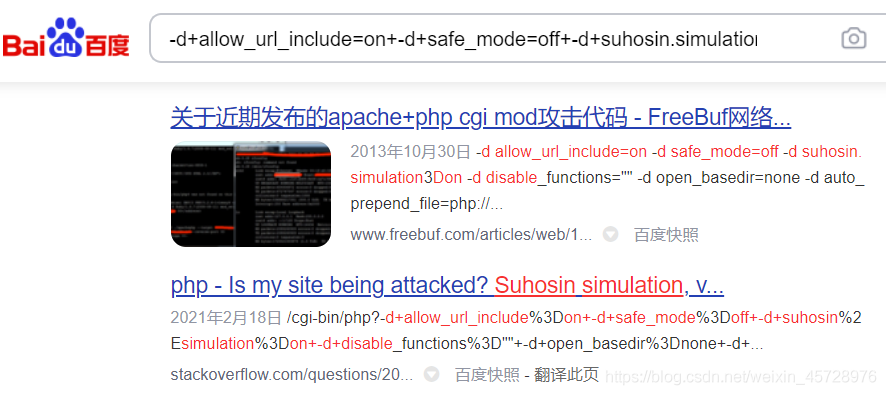 Bai du 百度
-d+allow_url_include=on+-d+safe_mode=off+-d+suhosin.simulation
关于近期发布的apache+php cgi mod攻击代码 - FreeBuf网络...
2013年10月30日 -d allow_url_include=on -d safe_mode=off -d suhosin.
simulation3Don -d disable_functions="" -d open_basedir=none -d auto_
prepend_file=php://...
www.freebuf.com/articles/web/1... 百度快照
php - Is my site being attacked? Suhosin simulation, v...
2021年2月18日 /cgi-bin/php?-d+allow_url_include%3Don+-d+safe_mode%3Doff+-d+suhosin%2
Esimulation%3Don+-d+disable_functions%3D""+-d+open_basedir%3Dnone+-d+...
stackoverflow.com/questions/20... 百度快照 - 翻译此页
https://blog.csdn.net/weixin_45728976